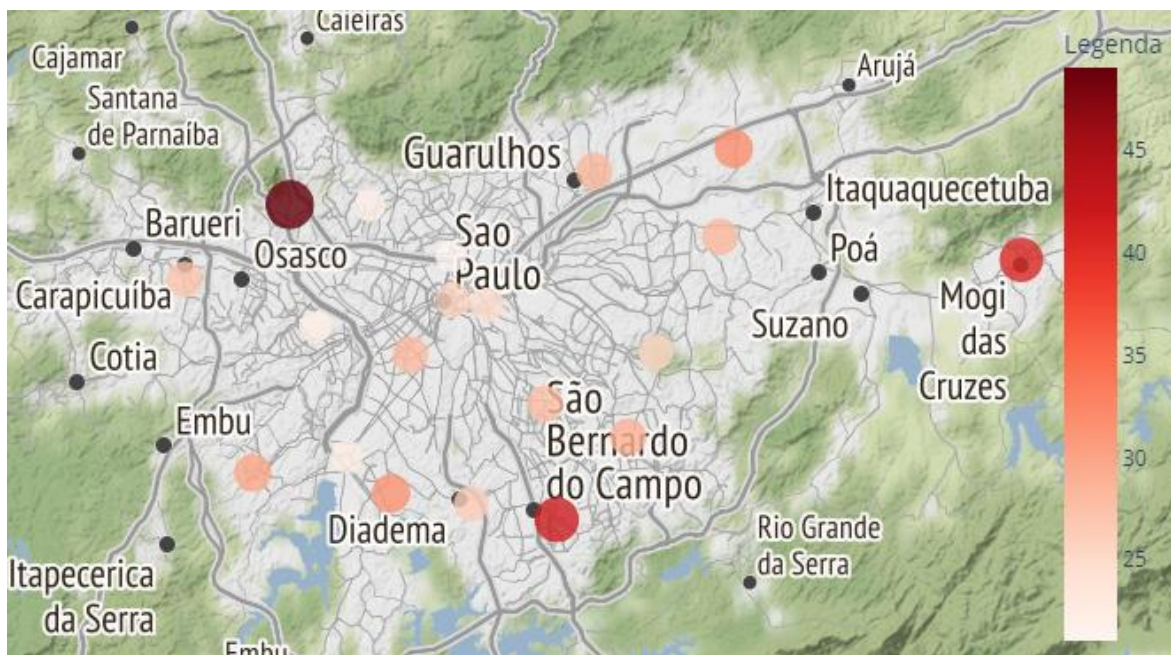 Caieiras
Cajamar
Legenda
Arujá
Santana
de Parnaíba
45
Guarulhos
Itaquaquecetuba
Barueri
Sao
Paulo
Osasco
Poá
40
Carapicuíba
Mogi
das
Cruzes
Suzano
35
Cotia
São
Bernardo
do Campo
Embu
30
Diadema
Rio Grande
da Serra
25
Itapecerica
da Serra
Embu